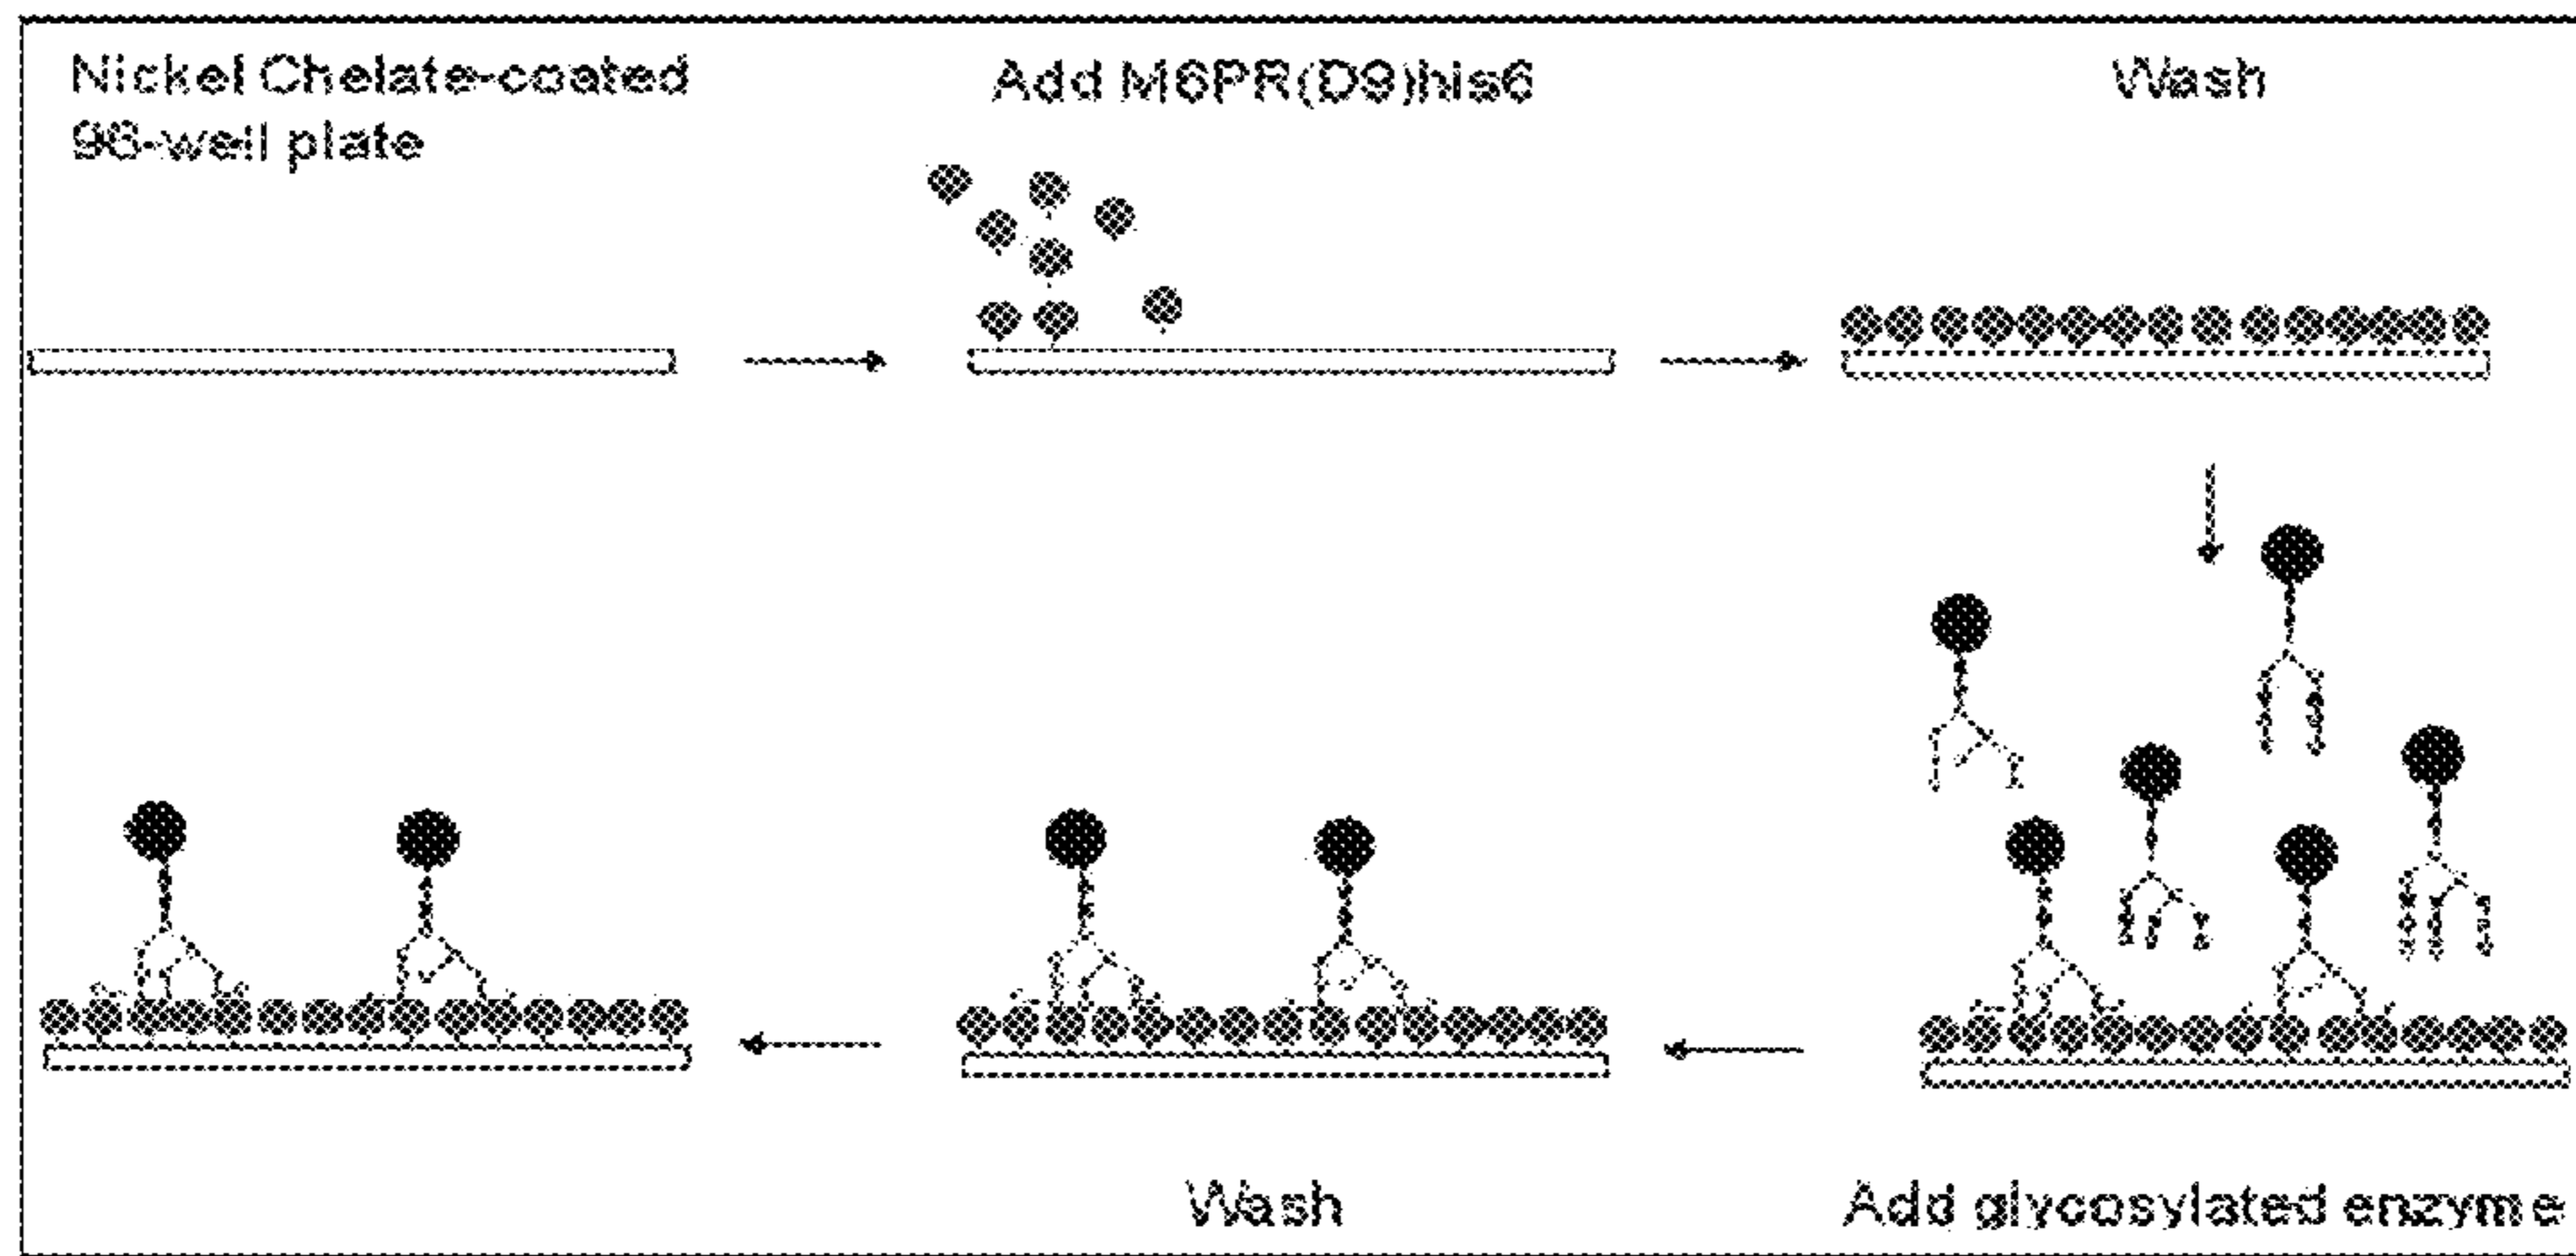 Nickel Chelate-coated
96-well plate
Add M6PR(D9)his6
Wash
Wash
Add glycosylated enzyme